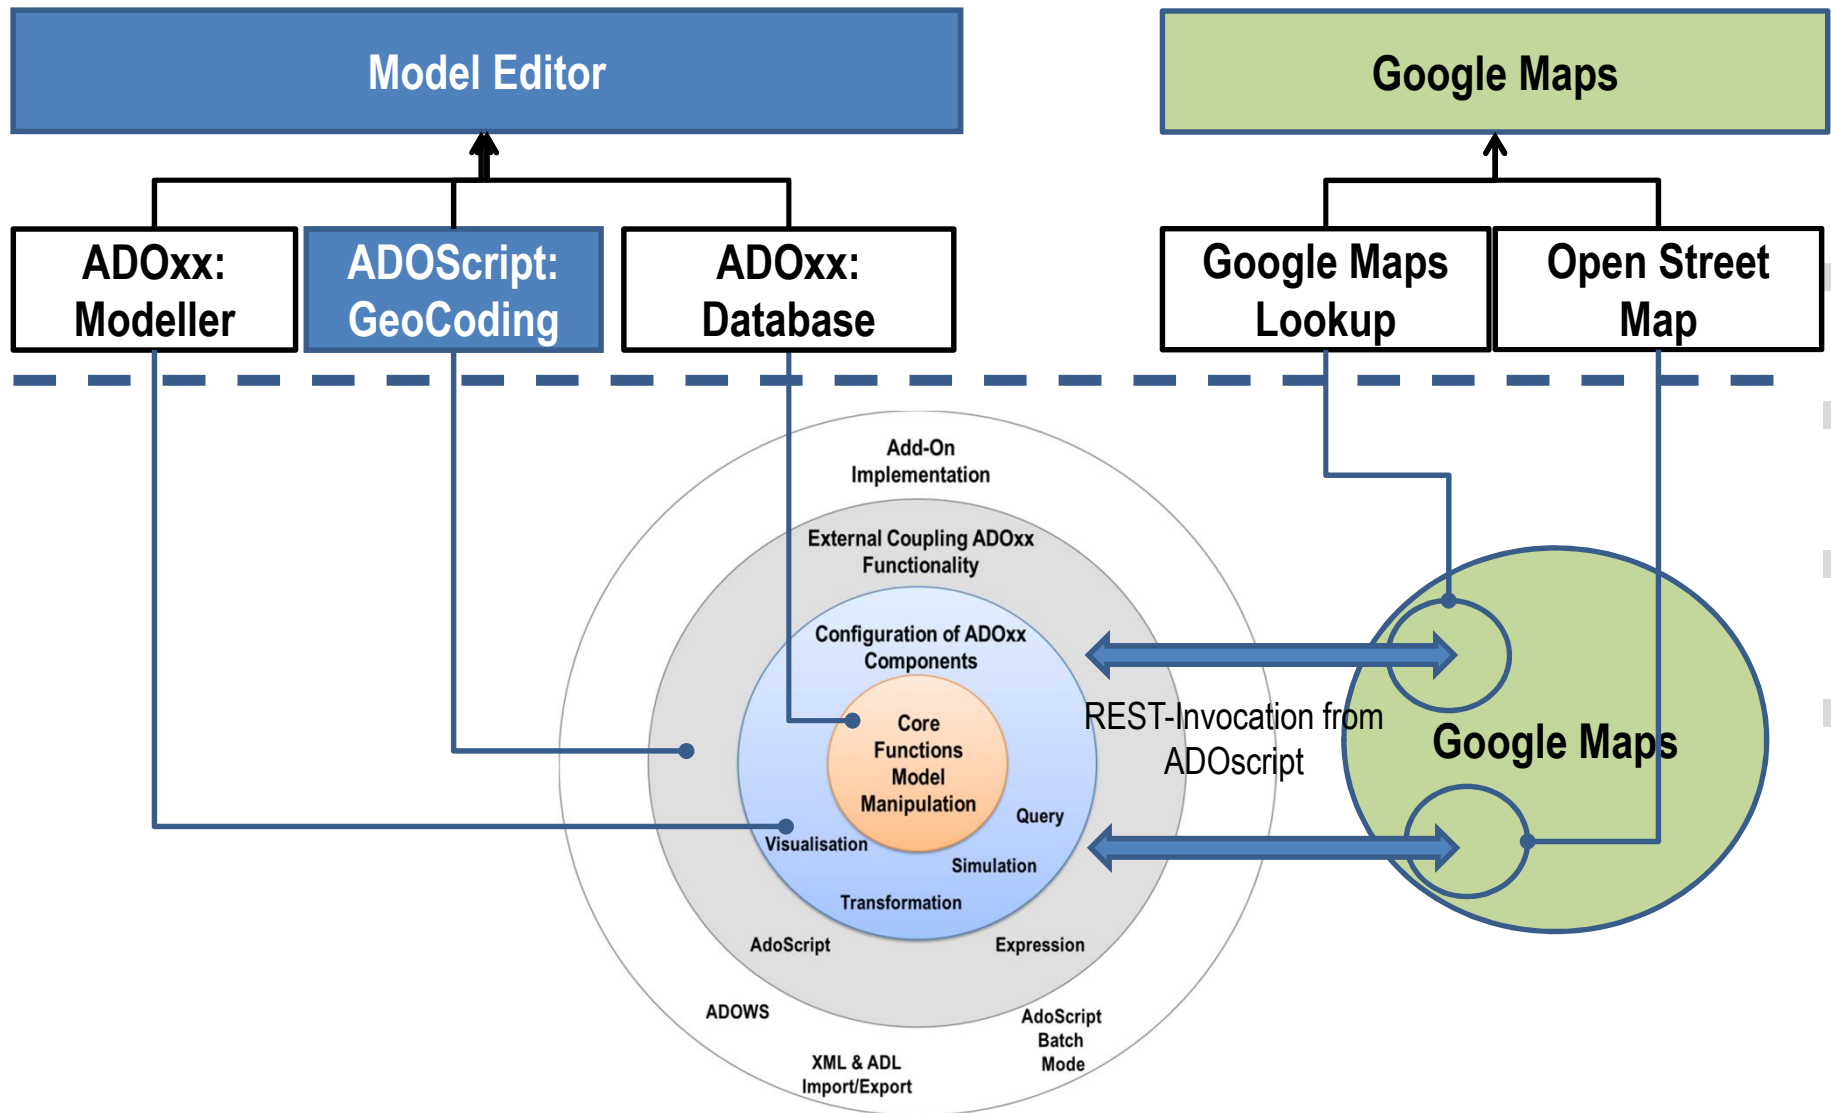 Model Editor
Google Maps
ADOxx:
Modeller
ADOScript:
GeoCoding
ADOxx:
Database
Google Maps
Lookup
Open Street
Map
Add-On
Implementation
External Coupling ADOxx
Functionality
Configuration of ADOxx
Components
Core
Functions
Model
Manipulation
Query
Visualisation
Simulation
Transformation
AdoScript
Expression
ADOWS
AdoScript
Batch
Mode
XML & ADL
Import/Export
REST-Invocation from
ADOscript
Google Maps